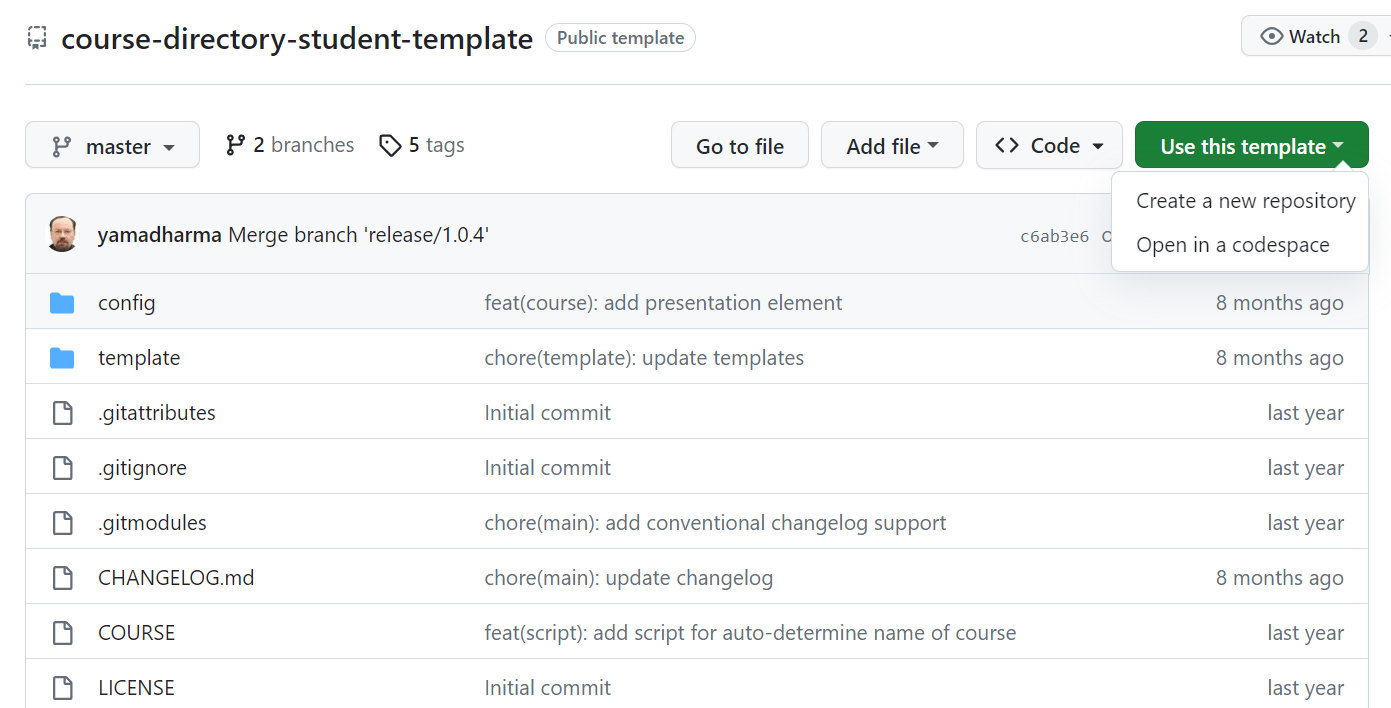 course-directory-student-template Public template Watch 2
master 2 branches 5 tags Go to file Add file Code Use this template
Create a new repository
Open in a codespace
yamadharma Merge branch 'release/1.0.4' c6ab3e6
config feat(course): add presentation element 8 months ago
template chore(template): update templates 8 months ago
.gitattributes Initial commit last year
.gitignore Initial commit last year
.gitmodules chore(main): add conventional changelog support last year
CHANGELOG.md chore(main): update changelog 8 months ago
COURSE feat(script): add script for auto-determine name of course last year
LICENSE Initial commit last year